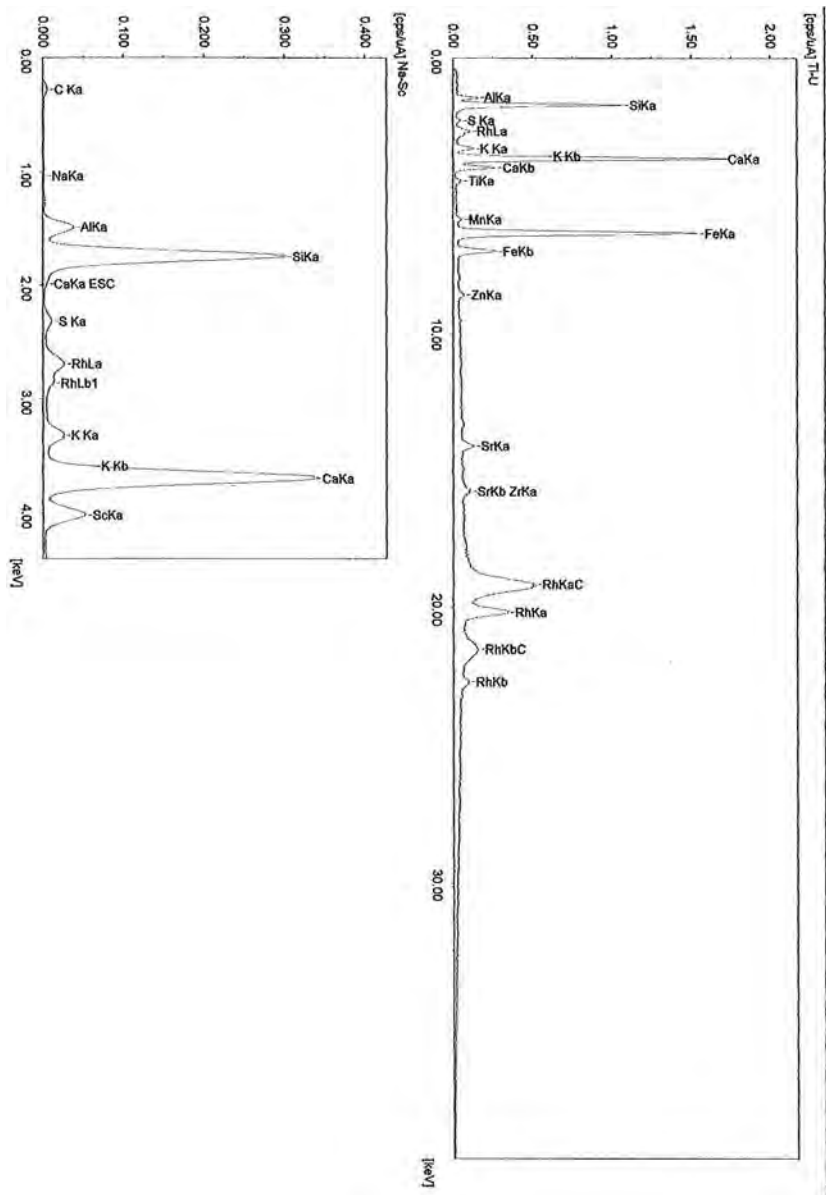 [cps/uA] Na-Sc
0.000
0.100
0.200
0.300
0.400
0.00
1.00
2.00
3.00
4.00
[keV]
C Ka
NaKa
AlKa
SiKa
CaKa ESC
S Ka
RhLa
RhLb1
K Ka
K Kb
CaKa
ScKa
[cps/uA] Ti-U
0.00
0.50
1.00
1.50
2.00
0.00
10.00
20.00
30.00
[keV]
AlKa
SiKa
S Ka
RhLa
K Ka
K Kb
CaKa
CaKb
TiKa
MnKa
FeKa
FeKb
ZnKa
SrKa
SrKb ZrKa
RhKaC
RhKa
RhKbC
RhKb